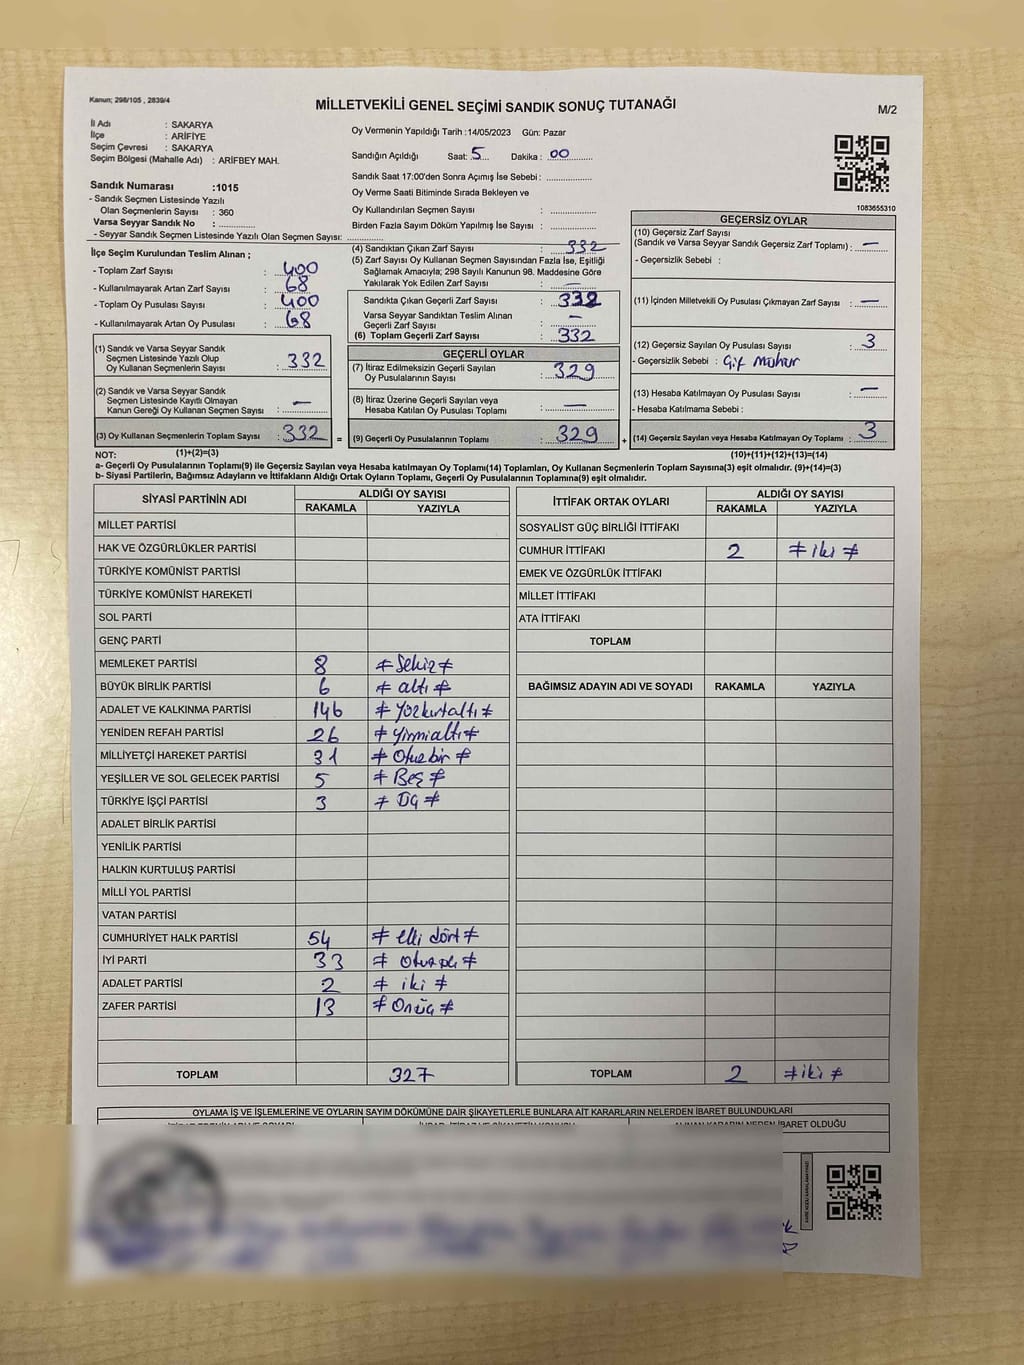 Kanun; 298/105 , 2839/4
MİLLETVEKİLİ GENEL SEÇİMİ SANDIK SONUÇ TUTANAĞI
M/2
İl Adı : SAKARYA
İlçe : ARİFİYE
Seçim Çevresi : SAKARYA
Seçim Bölgesi (Mahalle Adı) : ARİFBEY MAH.
Sandık Numarası :1015
- Sandık Seçmen Listesinde Yazılı
Olan Seçmenlerin Sayısı : 360
Varsa Seyyar Sandık No :
- Seyyar Sandık Seçmen Listesinde Yazılı Olan Seçmen Sayısı:
Oy Vermenin Yapıldığı Tarih :14/05/2023 Gün: Pazar
Sandığın Açıldığı Saat: 5 Dakika : 00
Sandık Saat 17:00'den Sonra Açımış İse Sebebi :
Oy Verme Saati Bitiminde Sırada Bekleyen ve
Oy Kullandırılan Seçmen Sayısı :
Birden Fazla Sayım Döküm Yapılmış İse Sayısı :
1083655310
İlçe Seçim Kurulundan Teslim Alınan ;
- Toplam Zarf Sayısı : 400
- Kullanılmayarak Artan Zarf Sayısı : 68
- Toplam Oy Pusulası Sayısı : 400
- Kullanılmayarak Artan Oy Pusulası : 68
(4) Sandıktan Çıkan Zarf Sayısı : 332
(5) Zarf Sayısı Oy Kullanan Seçmen Sayısından Fazla İse, Eşitliği
Sağlamak Amacıyla; 298 Sayılı Kanunun 98. Maddesine Göre
Yakılarak Yok Edilen Zarf Sayısı : —
Sandıkta Çıkan Geçerli Zarf Sayısı : 332
Varsa Seyyar Sandıktan Teslim Alınan
Geçerli Zarf Sayısı : —
(6) Toplam Geçerli Zarf Sayısı : 332
GEÇERSİZ OYLAR
(10) Geçersiz Zarf Sayısı
(Sandık ve Varsa Seyyar Sandık Geçersiz Zarf Toplamı) : —
- Geçersizlik Sebebi :
(11) İçinden Milletvekili Oy Pusulası Çıkmayan Zarf Sayısı : —
(12) Geçersiz Sayılan Oy Pusulası Sayısı : 3
- Geçersizlik Sebebi : Çif Mühür
(13) Hesaba Katılmayan Oy Pusulası Sayısı : —
- Hesaba Katılmama Sebebi :
(14) Geçersiz Sayılan veya Hesaba Katılmayan Oy Toplamı : 3
(1) Sandık ve Varsa Seyyar Sandık
Seçmen Listesinde Yazılı Olup
Oy Kullanan Seçmenlerin Sayısı : 332
(2) Sandık ve Varsa Seyyar Sandık
Seçmen Listesinde Kayıtlı Olmayan
Kanun Gereği Oy Kullanan Seçmen Sayısı : —
(3) Oy Kullanan Seçmenlerin Toplam Sayısı : 332 =
GEÇERLİ OYLAR
(7) İtiraz Edilmeksizin Geçerli Sayılan
Oy Pusulalarının Sayısı : 329
(8) İtiraz Üzerine Geçerli Sayılan veya
Hesaba Katılan Oy Pusulası Toplamı : —
(9) Geçerli Oy Pusulalarının Toplamı : 329 +
NOT: (1)+(2)=(3) (10)+(11)+(12)+(13)=(14)
a- Geçerli Oy Pusulalarının Toplamı(9) ile Geçersiz Sayılan veya Hesaba katılmayan Oy Toplamı(14) Toplamları, Oy Kullanan Seçmenlerin Toplam Sayısına(3) eşit olmalıdır. (9)+(14)=(3)
b- Siyasi Partilerin, Bağımsız Adayların ve İttifakların Aldığı Ortak Oyların Toplamı, Geçerli Oy Pusulalarının Toplamına(9) eşit olmalıdır.
SİYASİ PARTİNİN ADI ALDIĞI OY SAYISI
RAKAMLA YAZIYLA
MİLLET PARTİSİ
HAK VE ÖZGÜRLÜKLER PARTİSİ
TÜRKİYE KOMÜNİST PARTİSİ
TÜRKİYE KOMÜNİST HAREKETİ
SOL PARTİ
GENÇ PARTİ
MEMLEKET PARTİSİ 8 ≠ Sekiz ≠
BÜYÜK BİRLİK PARTİSİ 6 ≠ altı ≠
ADALET VE KALKINMA PARTİSİ 146 ≠ Yüzkırkaltı ≠
YENİDEN REFAH PARTİSİ 26 ≠ Yirmialtı ≠
MİLLİYETÇİ HAREKET PARTİSİ 31 ≠ Otuzbir ≠
YEŞİLLER VE SOL GELECEK PARTİSİ 5 ≠ Beş ≠
TÜRKİYE İŞÇİ PARTİSİ 3 ≠ Üç ≠
ADALET BİRLİK PARTİSİ
YENİLİK PARTİSİ
HALKIN KURTULUŞ PARTİSİ
MİLLİ YOL PARTİSİ
VATAN PARTİSİ
CUMHURİYET HALK PARTİSİ 54 ≠ elli dört ≠
İYİ PARTİ 33 ≠ ≠
ADALET PARTİSİ 2 ≠ iki ≠
ZAFER PARTİSİ 13 ≠ Onüç ≠
TOPLAM 327
İTTİFAK ORTAK OYLARI ALDIĞI OY SAYISI
RAKAMLA YAZIYLA
SOSYALİST GÜÇ BİRLİĞİ İTTİFAKI
CUMHUR İTTİFAKI 2 ≠ iki ≠
EMEK VE ÖZGÜRLÜK İTTİFAKI
MİLLET İTTİFAKI
ATA İTTİFAKI
TOPLAM
BAĞIMSIZ ADAYIN ADI VE SOYADI RAKAMLA YAZIYLA
TOPLAM 2 ≠ iki ≠
OYLAMA İŞ VE İŞLEMLERİNE VE OYLARIN SAYIM DÖKÜMÜNE DAİR ŞİKAYETLERLE BUNLARA AİT KARARLARIN NELERDEN İBARET BULUNDUKLARI
ALINAN KARARIN NEDEN İBARET OLDUĞU